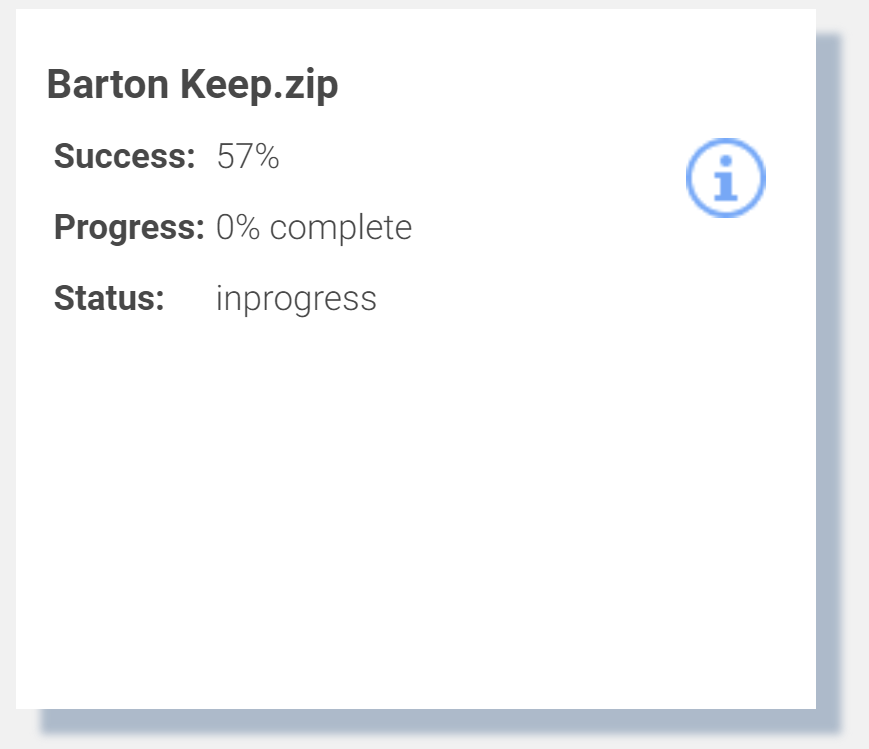 Barton Keep.zip
Success: 57%
Progress: 0% complete
Status: inprogress